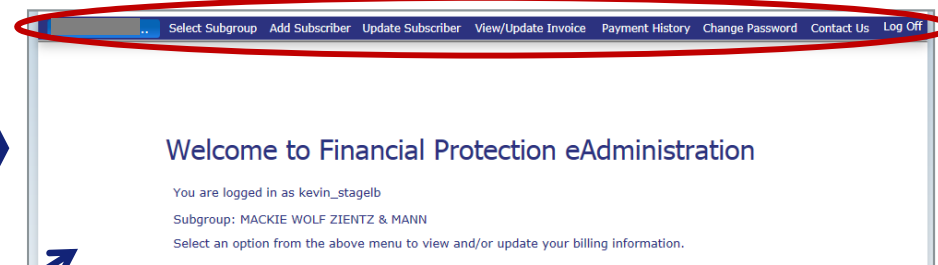 .. Select Subgroup Add Subscriber Update Subscriber View/Update Invoice Payment History Change Password Contact Us Log Off
Welcome to Financial Protection eAdministration
You are logged in as kevin_stagelb
Subgroup: MACKIE WOLF ZIENTZ & MANN
Select an option from the above menu to view and/or update your billing information.